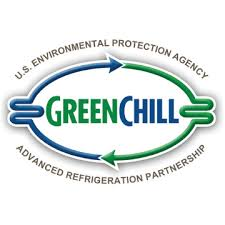 U.S. ENVIRONMENTAL PROTECTION AGENCY
GREENCHILL
ADVANCED REFRIGERATION PARTNERSHIP